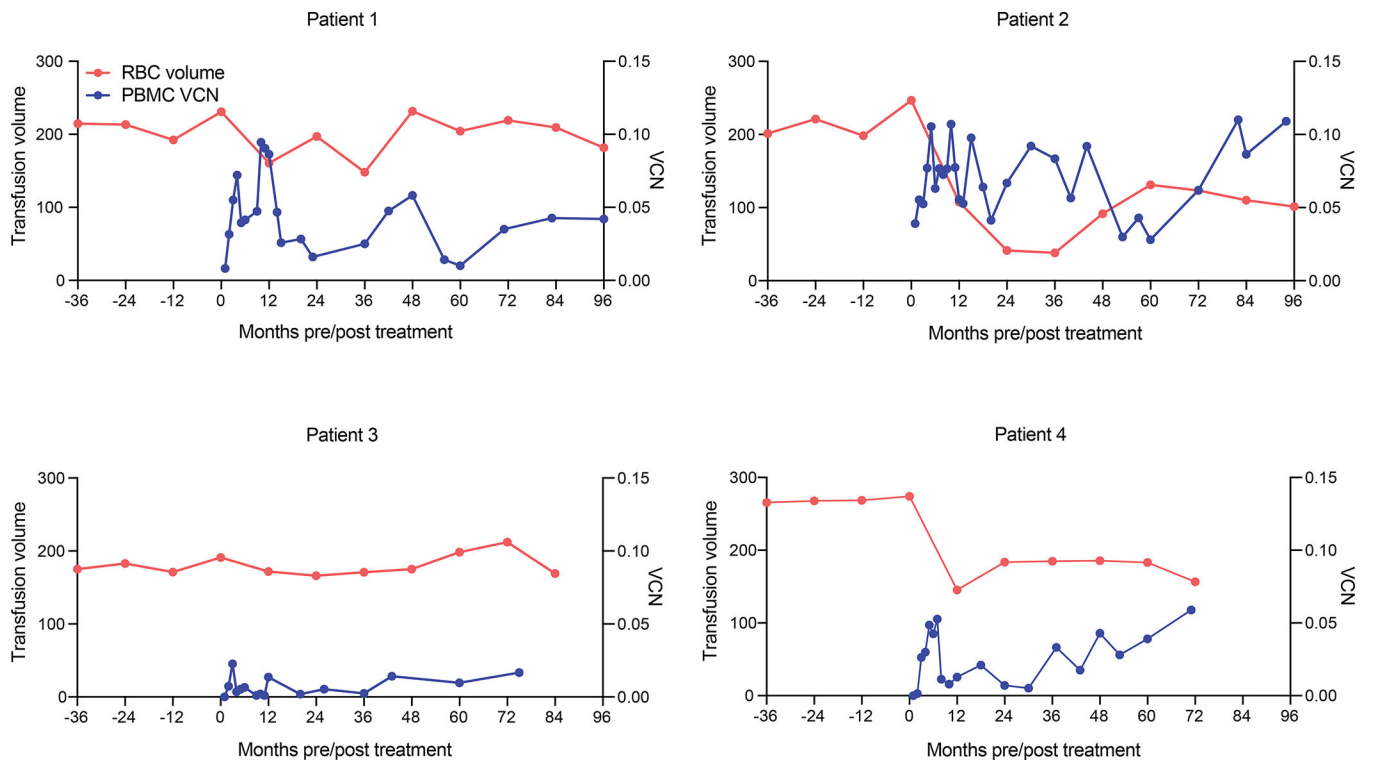 Patient 1
300
200
100
0
Transfusion volume
RBC volume
PBMC VCN
0.15
0.10
0.05
0.00
VCN
-36 -24 -12 0 12 24 36 48 60 72 84 96
Months pre/post treatment
Patient 2
300
200
100
0
Transfusion volume
0.15
0.10
0.05
0.00
VCN
-36 -24 -12 0 12 24 36 48 60 72 84 96
Months pre/post treatment
Patient 3
300
200
100
0
Transfusion volume
0.15
0.10
0.05
0.00
VCN
-36 -24 -12 0 12 24 36 48 60 72 84 96
Months pre/post treatment
Patient 4
300
200
100
0
Transfusion volume
0.15
0.10
0.05
0.00
VCN
-36 -24 -12 0 12 24 36 48 60 72 84 96
Months pre/post treatment